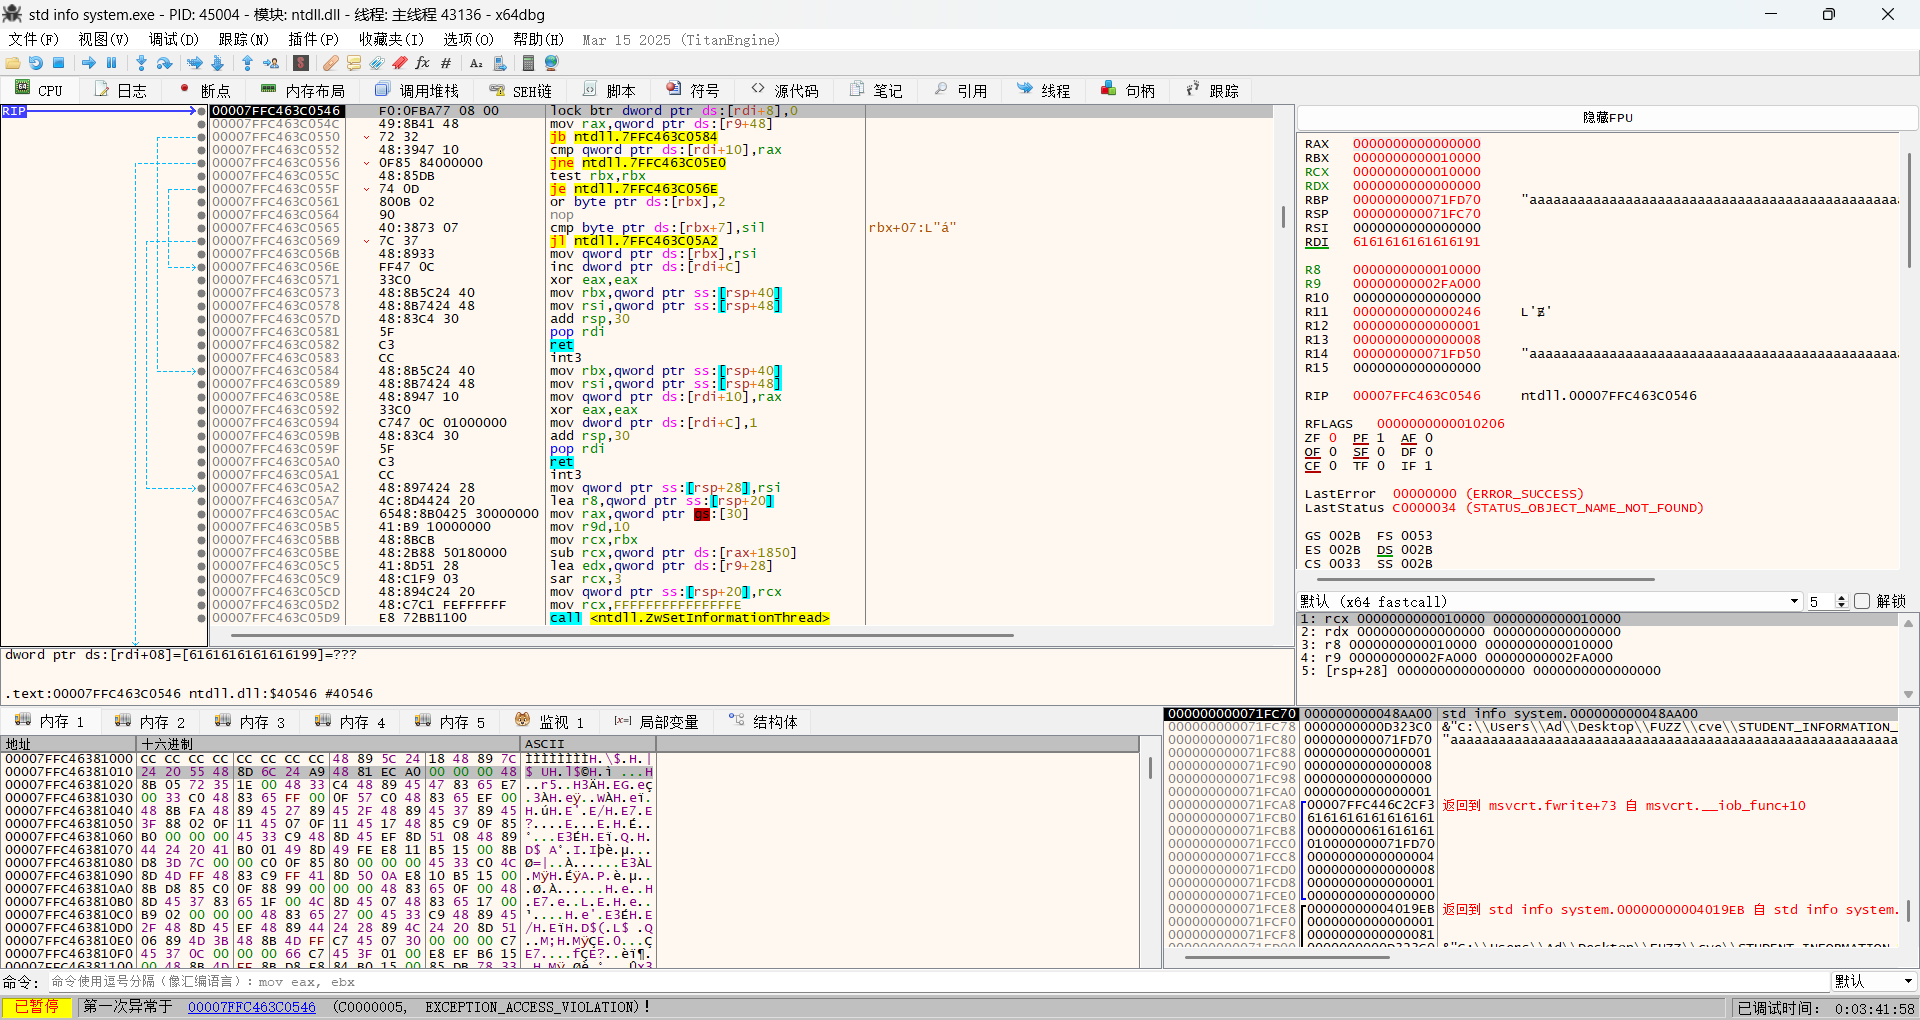 std info system.exe - PID: 45004 - 模块: ntdll.dll - 线程: 主线程 43136 - x64dbg
文件(F) 视图(V) 调试(D) 跟踪(N) 插件(P) 收藏夹(I) 选项(O) 帮助(H) Mar 15 2025 (TitanEngine)
CPU 日志 断点 内存布局 调用堆栈 SEH链 脚本 符号 源代码 笔记 引用 线程 句柄 跟踪
RIP
00007FFC463C0546 F0:0FBA77 08 00 lock btr dword ptr ds:[rdi+8],0
00007FFC463C054C 49:8B41 48 mov rax,qword ptr ds:[r9+48]
00007FFC463C0550 72 32 jb ntdll.7FFC463C0584
00007FFC463C0552 48:3947 10 cmp qword ptr ds:[rdi+10],rax
00007FFC463C0556 0F85 84000000 jne ntdll.7FFC463C05E0
00007FFC463C055C 48:85DB test rbx,rbx
00007FFC463C055F 74 0D je ntdll.7FFC463C056E
00007FFC463C0561 800B 02 or byte ptr ds:[rbx],2
00007FFC463C0564 90 nop
00007FFC463C0565 40:3873 07 cmp byte ptr ds:[rbx+7],sil rbx+07:L"á"
00007FFC463C0569 7C 37 jl ntdll.7FFC463C05A2
00007FFC463C056B 48:8933 mov qword ptr ds:[rbx],rsi
00007FFC463C056E FF47 0C inc dword ptr ds:[rdi+C]
00007FFC463C0571 33C0 xor eax,eax
00007FFC463C0573 48:8B5C24 40 mov rbx,qword ptr ss:[rsp+40]
00007FFC463C0578 48:8B7424 48 mov rsi,qword ptr ss:[rsp+48]
00007FFC463C057D 48:83C4 30 add rsp,30
00007FFC463C0581 5F pop rdi
00007FFC463C0582 C3 ret
00007FFC463C0583 CC int3
00007FFC463C0584 48:8B5C24 40 mov rbx,qword ptr ss:[rsp+40]
00007FFC463C0589 48:8B7424 48 mov rsi,qword ptr ss:[rsp+48]
00007FFC463C058E 48:8947 10 mov qword ptr ds:[rdi+10],rax
00007FFC463C0592 33C0 xor eax,eax
00007FFC463C0594 C747 0C 01000000 mov dword ptr ds:[rdi+C],1
00007FFC463C059B 48:83C4 30 add rsp,30
00007FFC463C059F 5F pop rdi
00007FFC463C05A0 C3 ret
00007FFC463C05A1 CC int3
00007FFC463C05A2 48:897424 28 mov qword ptr ss:[rsp+28],rsi
00007FFC463C05A7 4C:8D4424 20 lea r8,qword ptr ss:[rsp+20]
00007FFC463C05AC 6548:8B0425 30000000 mov rax,qword ptr gs:[30]
00007FFC463C05B5 41:B9 10000000 mov r9d,10
00007FFC463C05BB 48:8BCB mov rcx,rbx
00007FFC463C05BE 48:2B88 50180000 sub rcx,qword ptr ds:[rax+1850]
00007FFC463C05C5 41:8D51 28 lea edx,qword ptr ds:[r9+28]
00007FFC463C05C9 48:C1F9 03 sar rcx,3
00007FFC463C05CD 48:894C24 20 mov qword ptr ss:[rsp+20],rcx
00007FFC463C05D2 48:C7C1 FEFFFFFF mov rcx,FFFFFFFFFFFFFFFE
00007FFC463C05D9 E8 72BB1100 call <ntdll.ZwSetInformationThread>
dword ptr ds:[rdi+08]=[6161616161616199]=???
.text:00007FFC463C0546 ntdll.dll:$40546 #40546
隐藏FPU
RAX 0000000000000000
RBX 0000000000010000
RCX 0000000000010000
RDX 0000000000000000
RBP 000000000071FD70 "aaaaaaaaaaaaaaaaaaaaaaaaaaaaaaaaaaaaaaaaaaaaaaa
RSP 000000000071FC70
RSI 0000000000000000
RDI 6161616161616191
R8 0000000000010000
R9 00000000002FA000
R10 0000000000000000
R11 0000000000000246
R12 0000000000000001
R13 0000000000000008
R14 000000000071FD50 "aaaaaaaaaaaaaaaaaaaaaaaaaaaaaaaaaaaaaaaaaaaaaaa
R15 0000000000000000
RIP 00007FFC463C0546 ntdll.00007FFC463C0546
RFLAGS 0000000000010206
ZF 0 PF 1 AF 0
OF 0 SF 0 DF 0
CF 0 TF 0 IF 1
LastError 00000000 (ERROR_SUCCESS)
LastStatus C0000034 (STATUS_OBJECT_NAME_NOT_FOUND)
GS 002B FS 0053
ES 002B DS 002B
CS 0033 SS 002B
默认 (x64 fastcall) 5 解锁
1: rcx 0000000000010000 0000000000010000
2: rdx 0000000000000000 0000000000000000
3: r8 0000000000010000 0000000000010000
4: r9 00000000002FA000 00000000002FA000
5: [rsp+28] 0000000000000000 0000000000000000
内存 1 内存 2 内存 3 内存 4 内存 5 监视 1 局部变量 结构体
地址 十六进制 ASCII
00007FFC46381000 CC CC CC CC CC CC CC CC 48 89 5C 24 18 48 89 7C
00007FFC46381010 24 20 55 48 8D 6C 24 A9 48 81 EC A0 00 00 00 48
00007FFC46381020 8B 05 72 35 1E 00 48 33 C4 48 89 45 47 83 65 E7
00007FFC46381030 00 33 C0 48 83 65 FF 00 0F 57 C0 48 83 65 EF 00
00007FFC46381040 48 8B FA 48 89 45 27 89 45 2F 48 89 45 37 89 45
00007FFC46381050 3F 88 02 0F 11 45 07 0F 11 45 17 48 85 C9 0F 85
00007FFC46381060 B0 00 00 00 45 33 C9 48 8D 45 EF 8D 51 08 48 89
00007FFC46381070 44 24 20 41 B0 01 49 8D 49 FE E8 11 B5 15 00 8B
00007FFC46381080 D8 3D 7C 00 00 C0 0F 85 80 00 00 00 45 33 C0 4C
00007FFC46381090 8D 4D FF 48 83 C9 FF 41 8D 50 0A E8 10 B5 15 00
00007FFC463810A0 8B D8 85 C0 0F 88 99 00 00 00 48 83 65 0F 00 48
00007FFC463810B0 8D 45 37 83 65 1F 00 4C 8D 45 07 48 83 65 17 00
00007FFC463810C0 B9 02 00 00 00 48 83 65 27 00 45 33 C9 48 89 45
00007FFC463810D0 2F 48 8D 45 EF 48 89 44 24 28 89 4C 24 20 8D 51
00007FFC463810E0 06 89 4D 3B 48 8B 4D FF C7 45 07 30 00 00 00 C7
00007FFC463810F0 45 37 0C 00 00 00 66 C7 45 3F 01 00 E8 EF B6 15
000000000071FC70 000000000048AA00 std info system.000000000048AA00
000000000071FC78 0000000000D323C0 &"C:\\Users\\Ad\\Desktop\\FUZZ\\cve\\STUDENT_INFORMATION_
000000000071FC80 000000000071FD70 "aaaaaaaaaaaaaaaaaaaaaaaaaaaaaaaaaaaaaaaaaaaaaaaaaaaaaaaa
000000000071FC88 0000000000000001
000000000071FC90 0000000000000008
000000000071FC98 0000000000000000
000000000071FCA0 0000000000000001
000000000071FCA8 00007FFC446C2CF3 返回到 msvcrt.fwrite+73 自 msvcrt.__iob_func+10
000000000071FCB0 6161616161616161
000000000071FCB8 0000000061616161
000000000071FCC0 010000000071FD70
000000000071FCC8 0000000000000004
000000000071FCD0 0000000000000008
000000000071FCD8 0000000000000001
000000000071FCE0 0000000000000000
000000000071FCE8 00000000004019EB 返回到 std info system.00000000004019EB 自 std info system.
000000000071FCF0 0000000000000001
000000000071FCF8 0000000000000081
命令: 命令使用逗号分隔（像汇编语言）: mov eax, ebx 默认
已暂停 第一次异常于 00007FFC463C0546 (C0000005, EXCEPTION_ACCESS_VIOLATION)! 已调试时间: 0:03:41:58